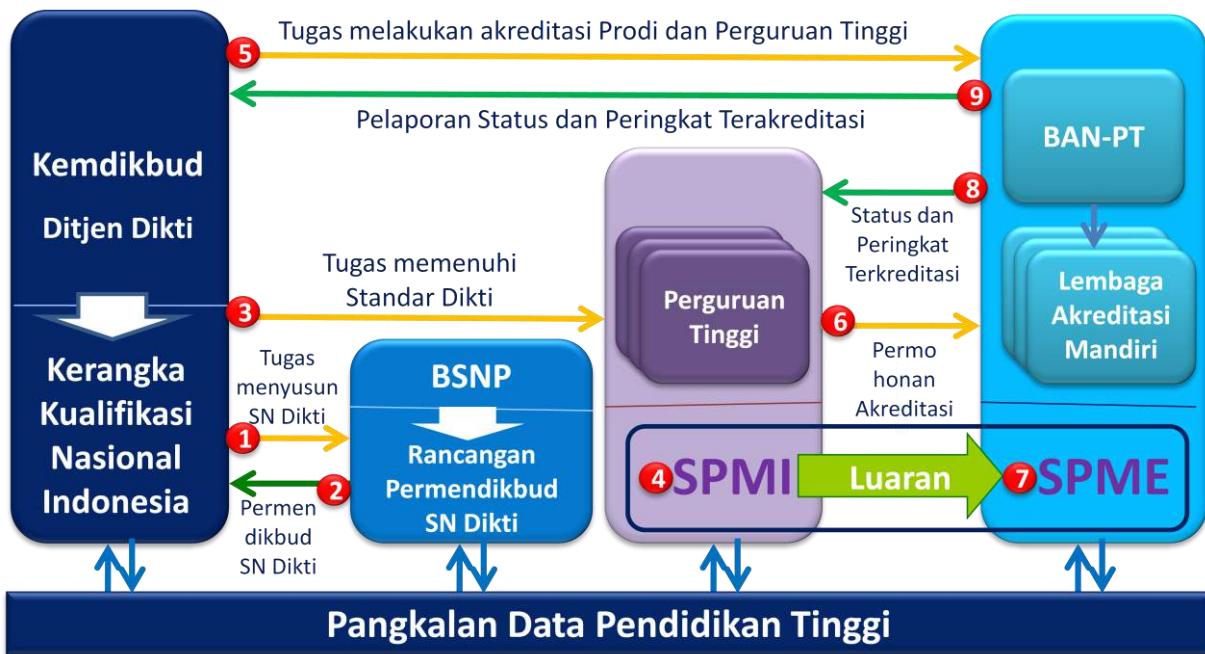 Tugas melakukan akreditasi Prodi dan Perguruan Tinggi
5
9
Pelaporan Status dan Peringkat Terakreditasi
Kemdikbud
Ditjen Dikti
Kerangka
Kualifikasi
Nasional
Indonesia
3
Tugas memenuhi
Standar Dikti
1
Tugas
menyusun
SN Dikti
2
Permen
dikbud
SN Dikti
BSNP
Rancangan
Permendikbud
SN Dikti
Perguruan
Tinggi
4
SPMI
Luaran
8
Status dan
Peringkat
Terkreditasi
6
Permo
honan
Akreditasi
BAN-PT
Lembaga
Akreditasi
Mandiri
7
SPME
Pangkalan Data Pendidikan Tinggi